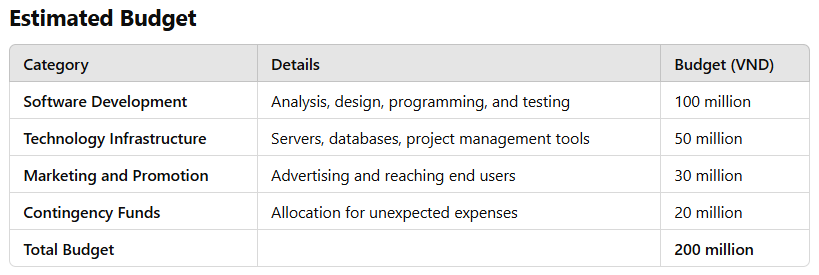 Estimated Budget
Category Details Budget (VND)
Software Development Analysis, design, programming, and testing 100 million
Technology Infrastructure Servers, databases, project management tools 50 million
Marketing and Promotion Advertising and reaching end users 30 million
Contingency Funds Allocation for unexpected expenses 20 million
Total Budget 200 million